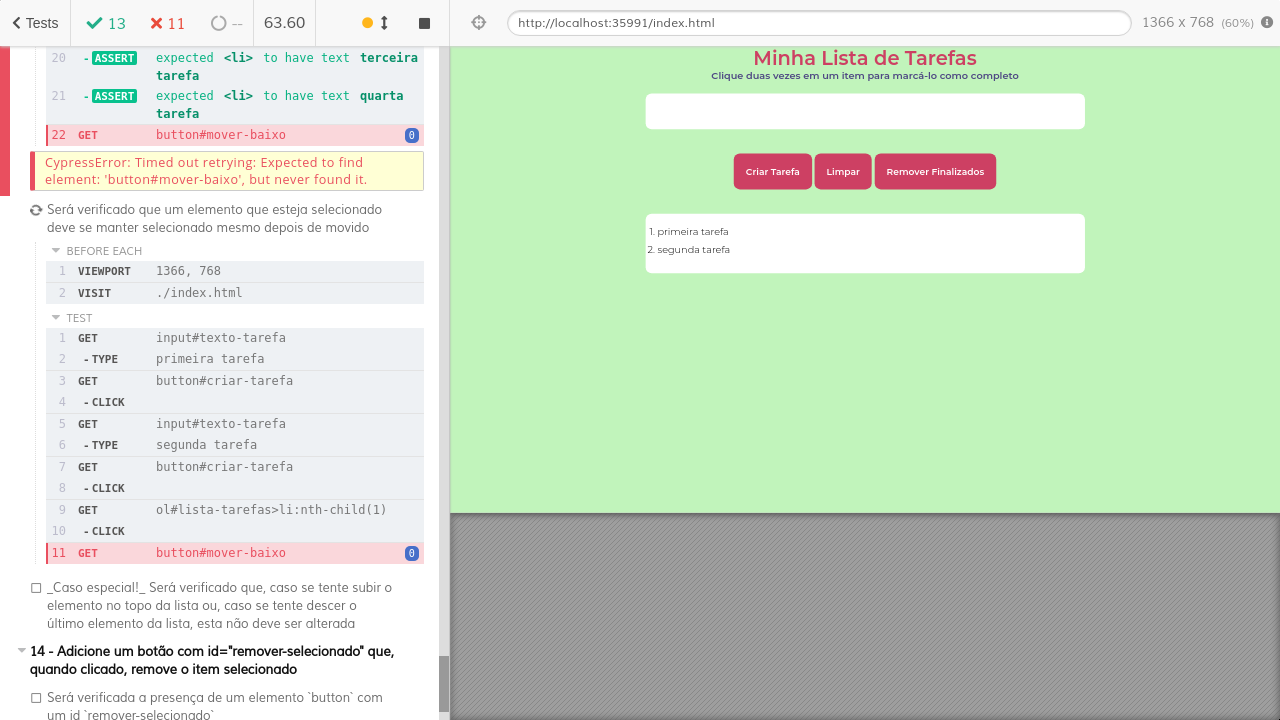 Tests 13 11 -- 63.60
http://localhost:35991/index.html 1366 x 768 (60%)
20 - ASSERT expected <li> to have text terceira
tarefa
21 - ASSERT expected <li> to have text quarta
tarefa
22 GET button#mover-baixo 0
CypressError: Timed out retrying: Expected to find
element: 'button#mover-baixo', but never found it.
Será verificado que um elemento que esteja selecionado
deve se manter selecionado mesmo depois de movido
BEFORE EACH
1 VIEWPORT 1366, 768
2 VISIT ./index.html
TEST
1 GET input#texto-tarefa
2 - TYPE primeira tarefa
3 GET button#criar-tarefa
4 - CLICK
5 GET input#texto-tarefa
6 - TYPE segunda tarefa
7 GET button#criar-tarefa
8 - CLICK
9 GET ol#lista-tarefas>li:nth-child(1)
10 - CLICK
11 GET button#mover-baixo 0
_Caso especial!_ Será verificado que, caso se tente subir o
elemento no topo da lista ou, caso se tente descer o
último elemento da lista, esta não deve ser alterada
14 - Adicione um botão com id="remover-selecionado" que,
quando clicado, remove o item selecionado
Será verificada a presença de um elemento `button` com
um id `remover-selecionado`
Minha Lista de Tarefas
Clique duas vezes em um item para marcá-lo como completo
Criar Tarefa Limpar Remover Finalizados
1. primeira tarefa
2. segunda tarefa